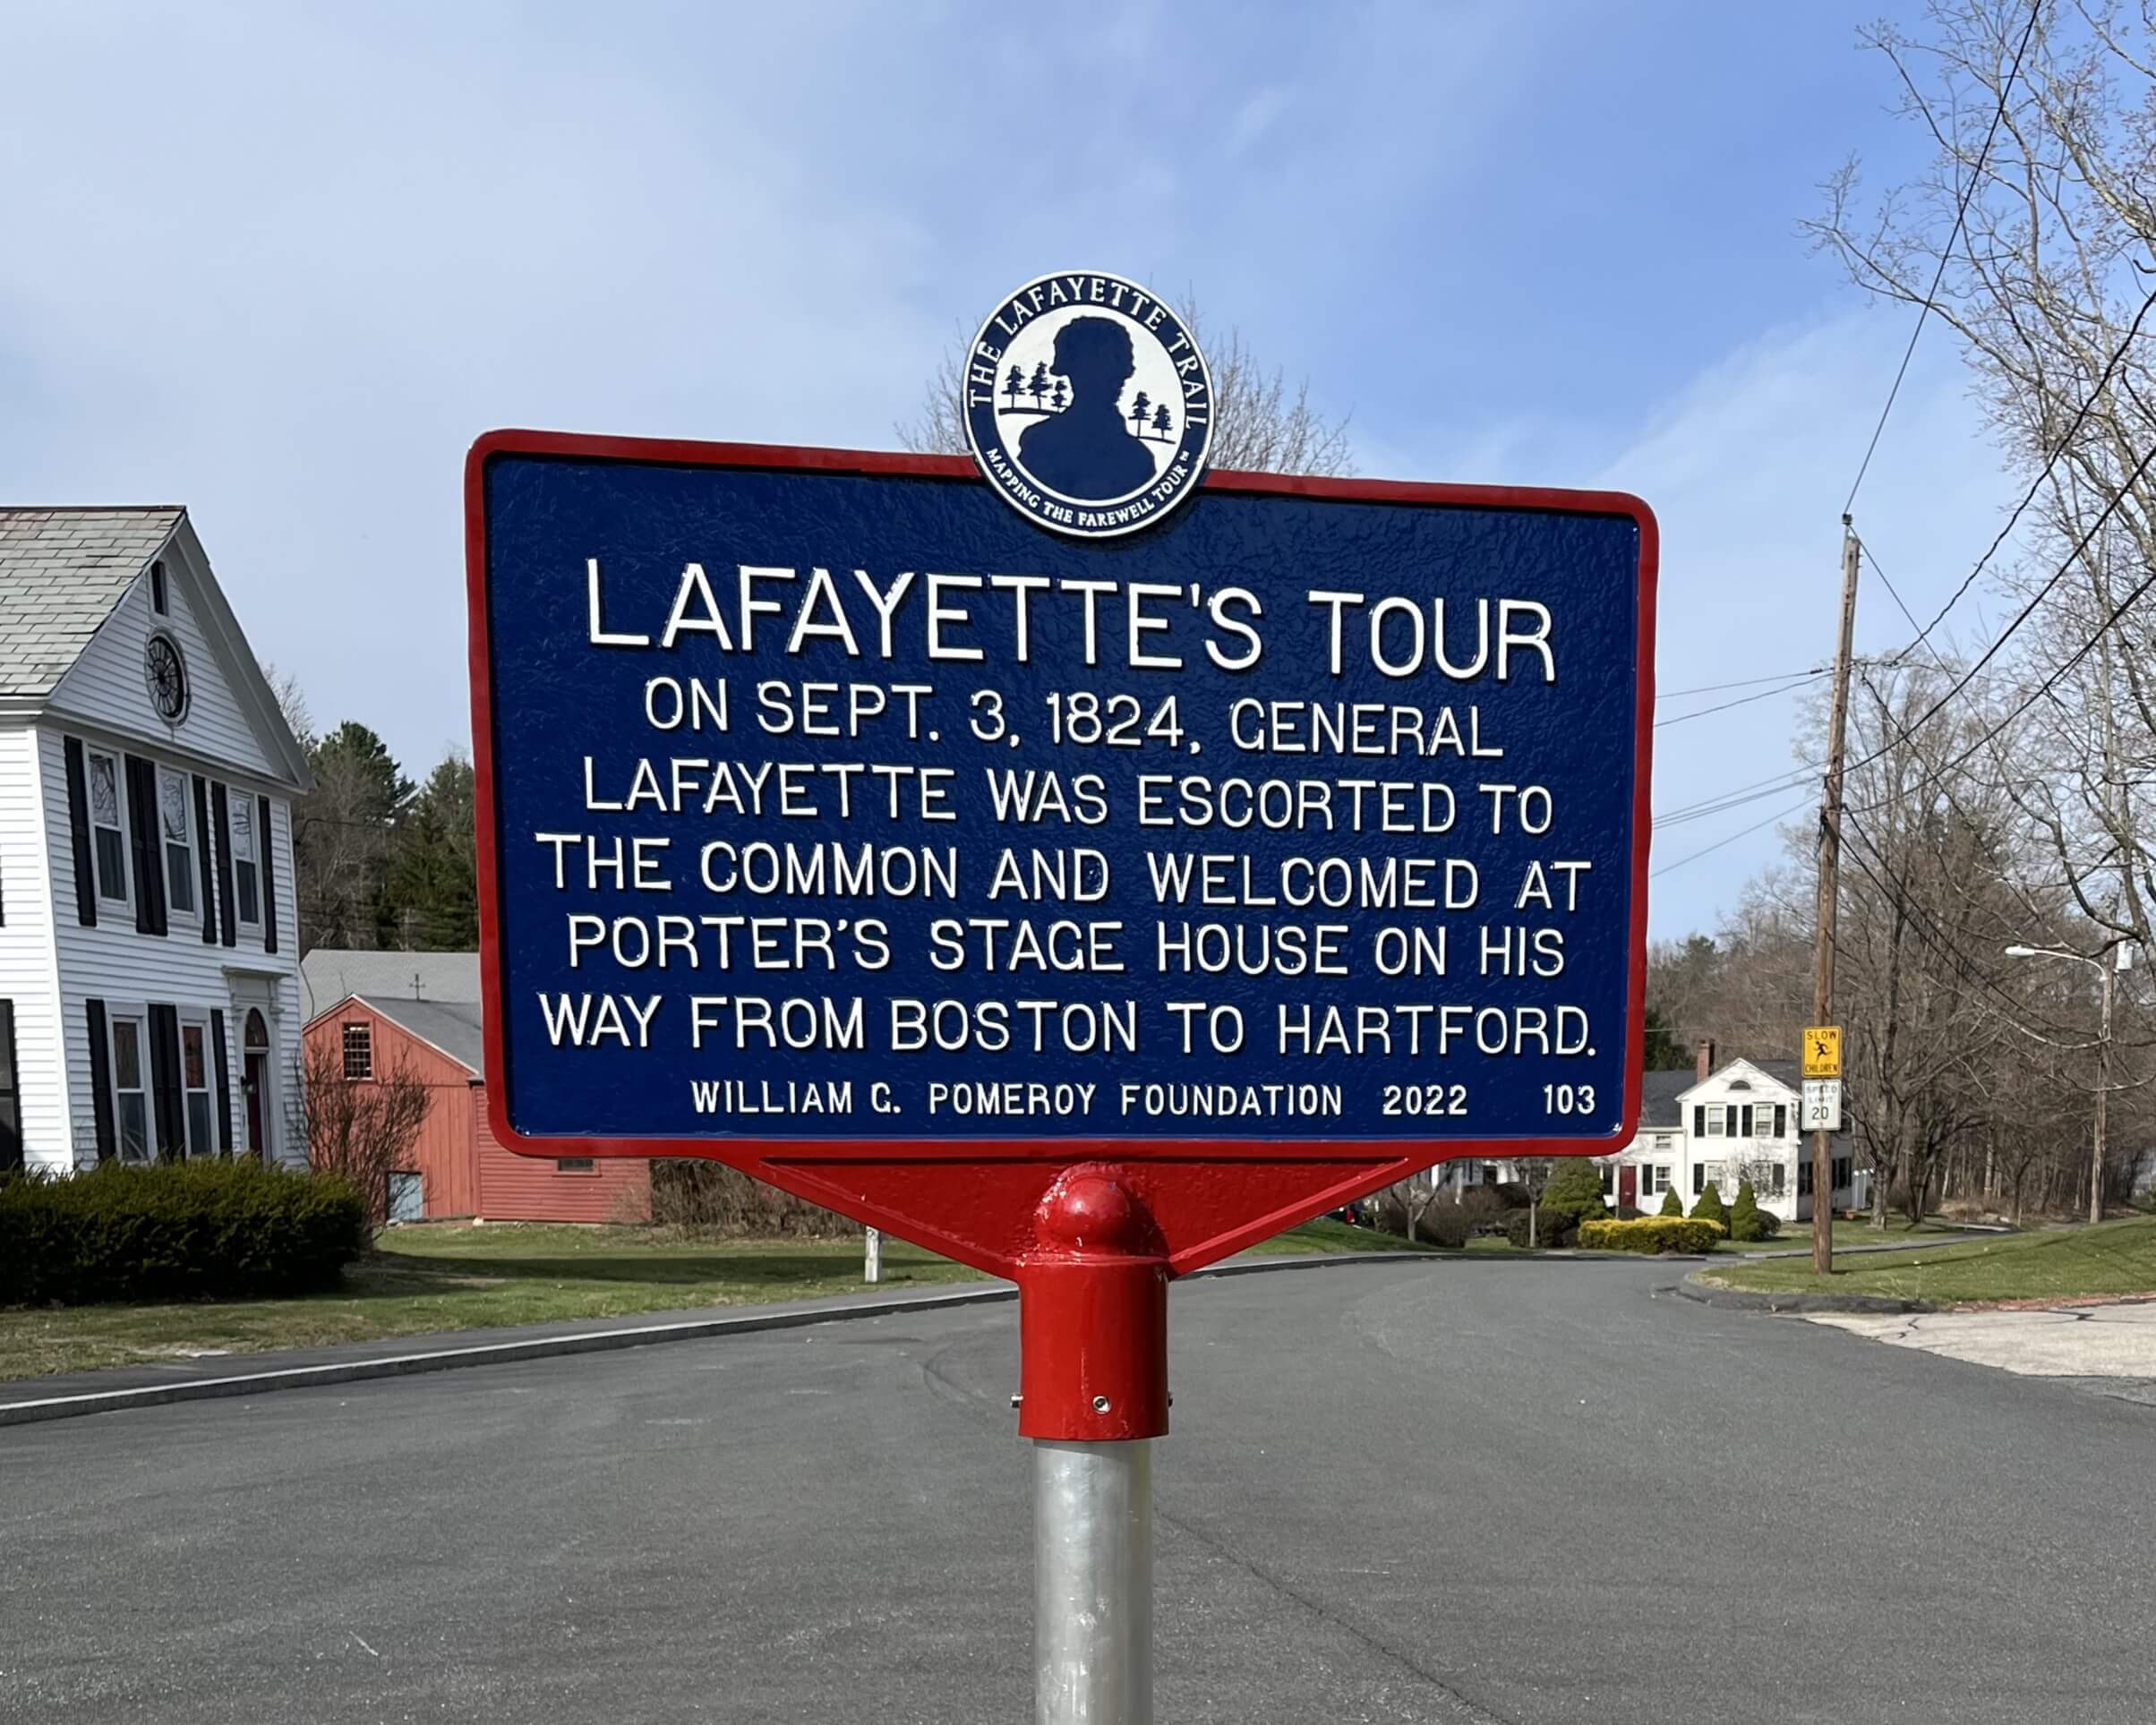 THE LAFAYETTE TRAIL
MAPPING THE FAREWELL TOUR
LAFAYETTE'S TOUR
ON SEPT. 3, 1824, GENERAL
LAFAYETTE WAS ESCORTED TO
THE COMMON AND WELCOMED AT
PORTER'S STAGE HOUSE ON HIS
WAY FROM BOSTON TO HARTFORD.
WILLIAM G. POMEROY FOUNDATION 2022 103
SLOW
CHILDREN
SPEED
LIMIT
20